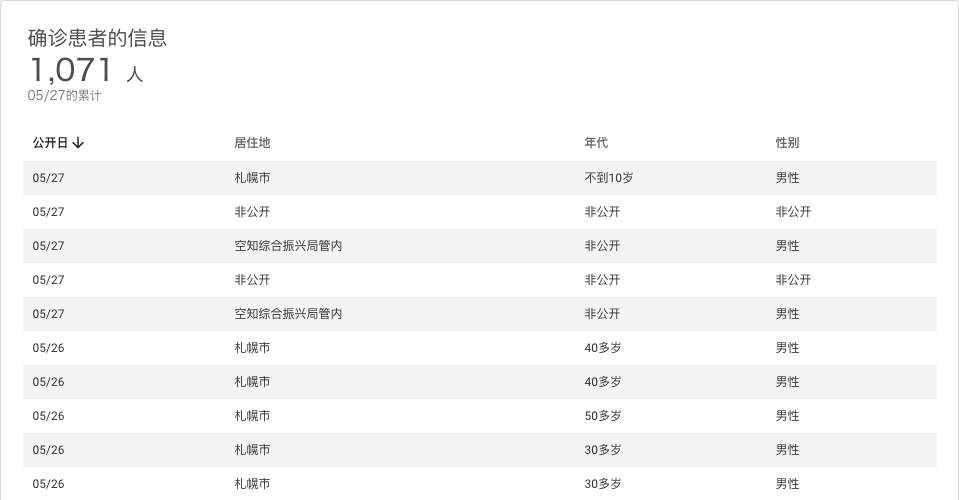 确诊患者的信息
1,071 人
05/27的累计
公开日 居住地 年代 性别
05/27 札幌市 不到10岁 男性
05/27 非公开 非公开 非公开
05/27 空知综合振兴局管内 非公开 男性
05/27 非公开 非公开 非公开
05/27 空知综合振兴局管内 非公开 男性
05/26 札幌市 40多岁 男性
05/26 札幌市 40多岁 男性
05/26 札幌市 50多岁 男性
05/26 札幌市 30多岁 男性
05/26 札幌市 30多岁 男性